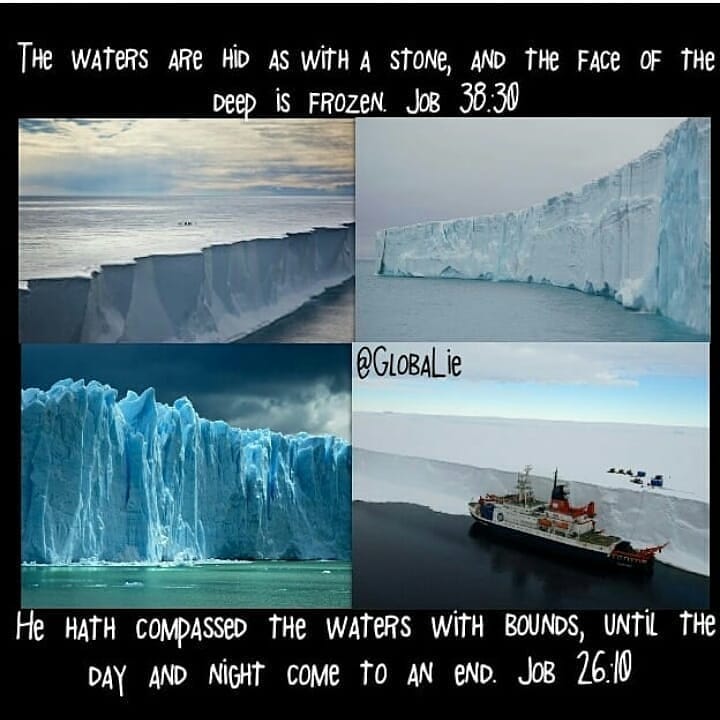 The waters are hid as with a stone, and the face of the
deep is frozen. Job 38:30
@GlobaLie
He hath compassed the waters with bounds, until the
day and night come to an end. Job 26:10